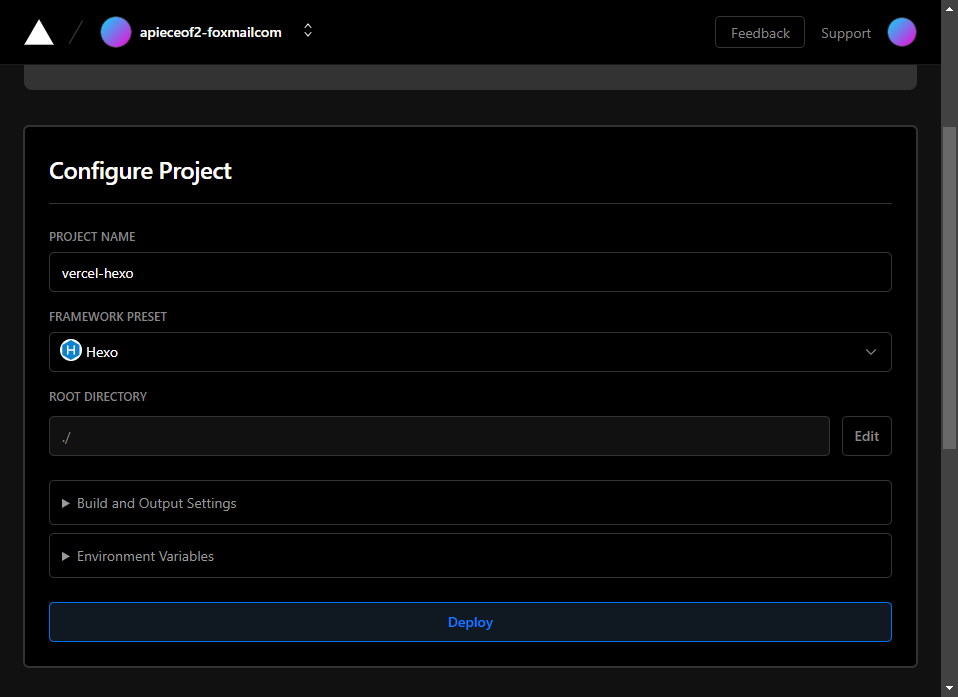 apieceof2-foxmailcom
Feedback
Support
Configure Project
PROJECT NAME
vercel-hexo
FRAMEWORK PRESET
H Hexo
ROOT DIRECTORY
./
Edit
Build and Output Settings
Environment Variables
Deploy